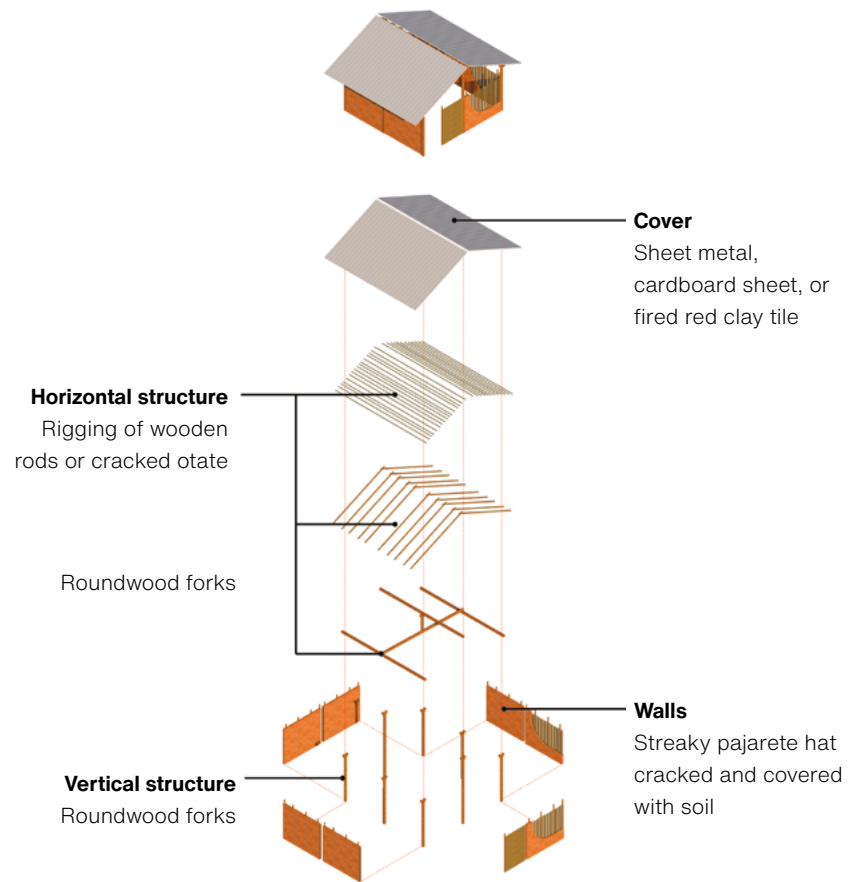 Cover
Sheet metal,
cardboard sheet, or
fired red clay tile
Horizontal structure
Rigging of wooden
rods or cracked otate
Roundwood forks
Walls
Streaky pajarete hat
cracked and covered
with soil
Vertical structure
Roundwood forks